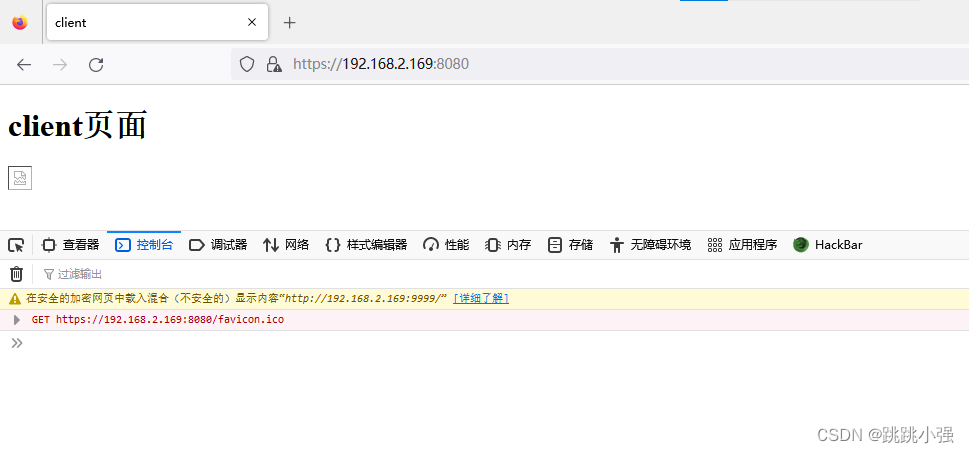 client
https://192.168.2.169:8080
client页面
查看器 控制台 调试器 网络 样式编辑器 性能 内存 存储 无障碍环境 应用程序 HackBar
过滤输出
在安全的加密网页中载入混合（不安全的）显示内容“http://192.168.2.169:9999/” [详细了解]
GET https://192.168.2.169:8080/favicon.ico
CSDN @跳跳小强